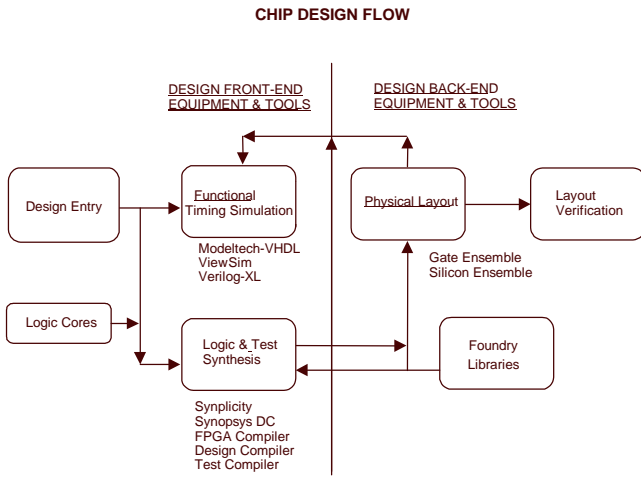 CHIP DESIGN FLOW
DESIGN FRONT-END
EQUIPMENT & TOOLS
DESIGN BACK-END
EQUIPMENT & TOOLS
Design Entry
Functional
Timing Simulation
Physical Layout
Layout
Verification
Modeltech-VHDL
ViewSim
Verilog-XL
Gate Ensemble
Silicon Ensemble
Logic Cores
Logic & Test
Synthesis
Foundry
Libraries
Synplicity
Synopsys DC
FPGA Compiler
Design Compiler
Test Compiler